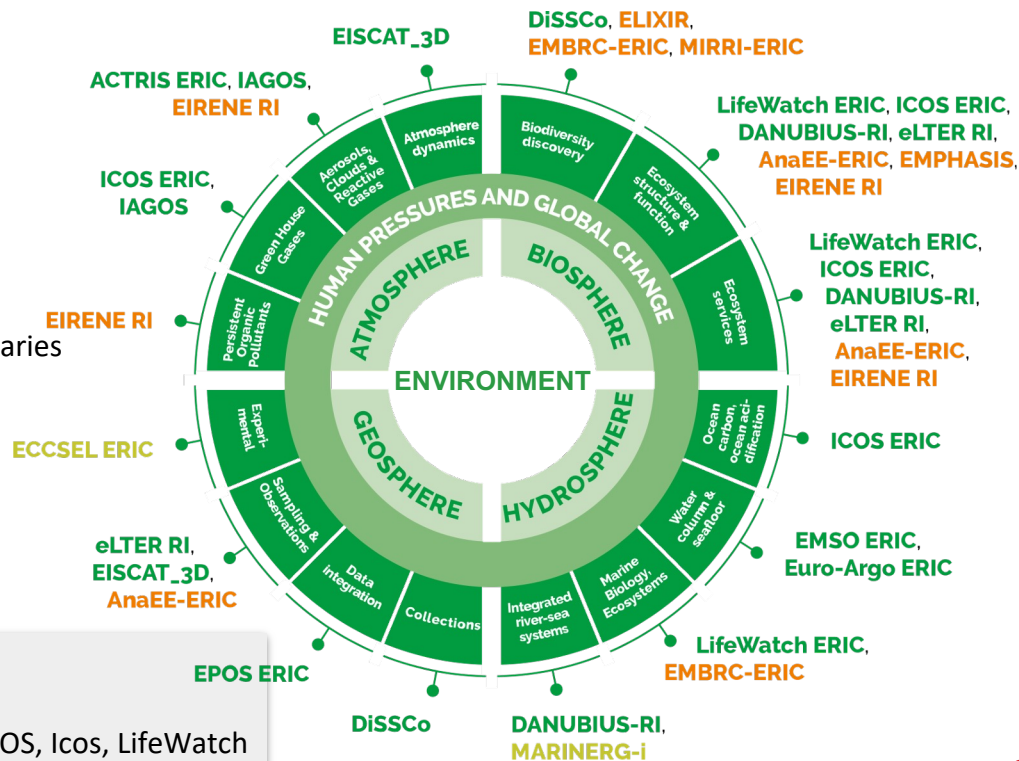 EISCAT_3D
DiSSCo, ELIXIR,
EMBRC-ERIC, MIRRI-ERIC
ACTRIS ERIC, IAGOS,
EIRENE RI
LifeWatch ERIC, ICOS ERIC,
DANUBIUS-RI, eLTER RI,
AnaEE-ERIC, EMPHASIS,
EIRENE RI
ICOS ERIC,
IAGOS
LifeWatch ERIC,
ICOS ERIC,
DANUBIUS-RI,
eLTER RI,
AnaEE-ERIC,
EIRENE RI
EIRENE RI
aries
ECCSEL ERIC
ICOS ERIC
eLTER RI,
EISCAT_3D,
AnaEE-ERIC
EMSO ERIC,
Euro-Argo ERIC
EPOS ERIC
LifeWatch ERIC,
EMBRC-ERIC
DiSSCo
DANUBIUS-RI,
MARINERG-i
OS, Icos, LifeWatch
Atmosphere
dynamics
Biodiversity
discovery
Aerosols,
Clouds &
Reactive
Gases
Ecosystem
structure &
function
Green House
Gases
Ecosystem
services
Persistent
Organic
Pollutants
Ocean
carbon,
ocean aci-
dification
Experi-
mental
Water
column &
seafloor
Sampling &
Observations
Marine
Biology,
Ecosystems
Data
integration
Integrated
river-sea
systems
Collections
HUMAN PRESSURES AND GLOBAL CHANGE
ATMOSPHERE
BIOSPHERE
ENVIRONMENT
GEOSPHERE
HYDROSPHERE